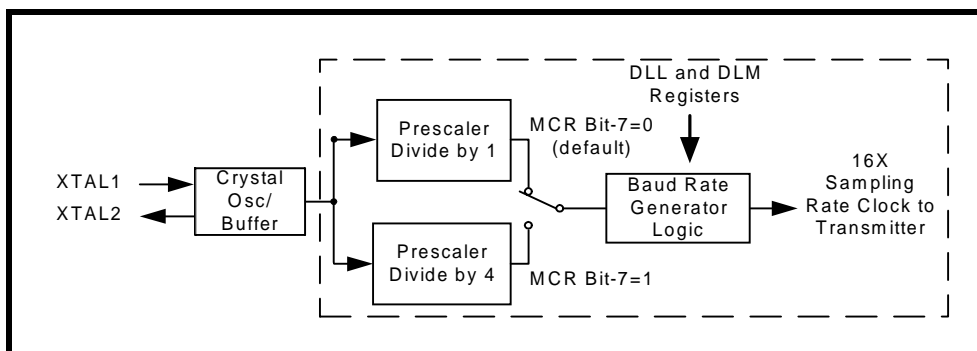 DLL and DLM
Registers
Prescaler
Divide by 1
MCR Bit-7=0
(default)
XTAL1
XTAL2
Crystal
Osc/
Buffer
Baud Rate
Generator
Logic
16X
Sampling
Rate Clock to
Transmitter
Prescaler
Divide by 4
MCR Bit-7=1